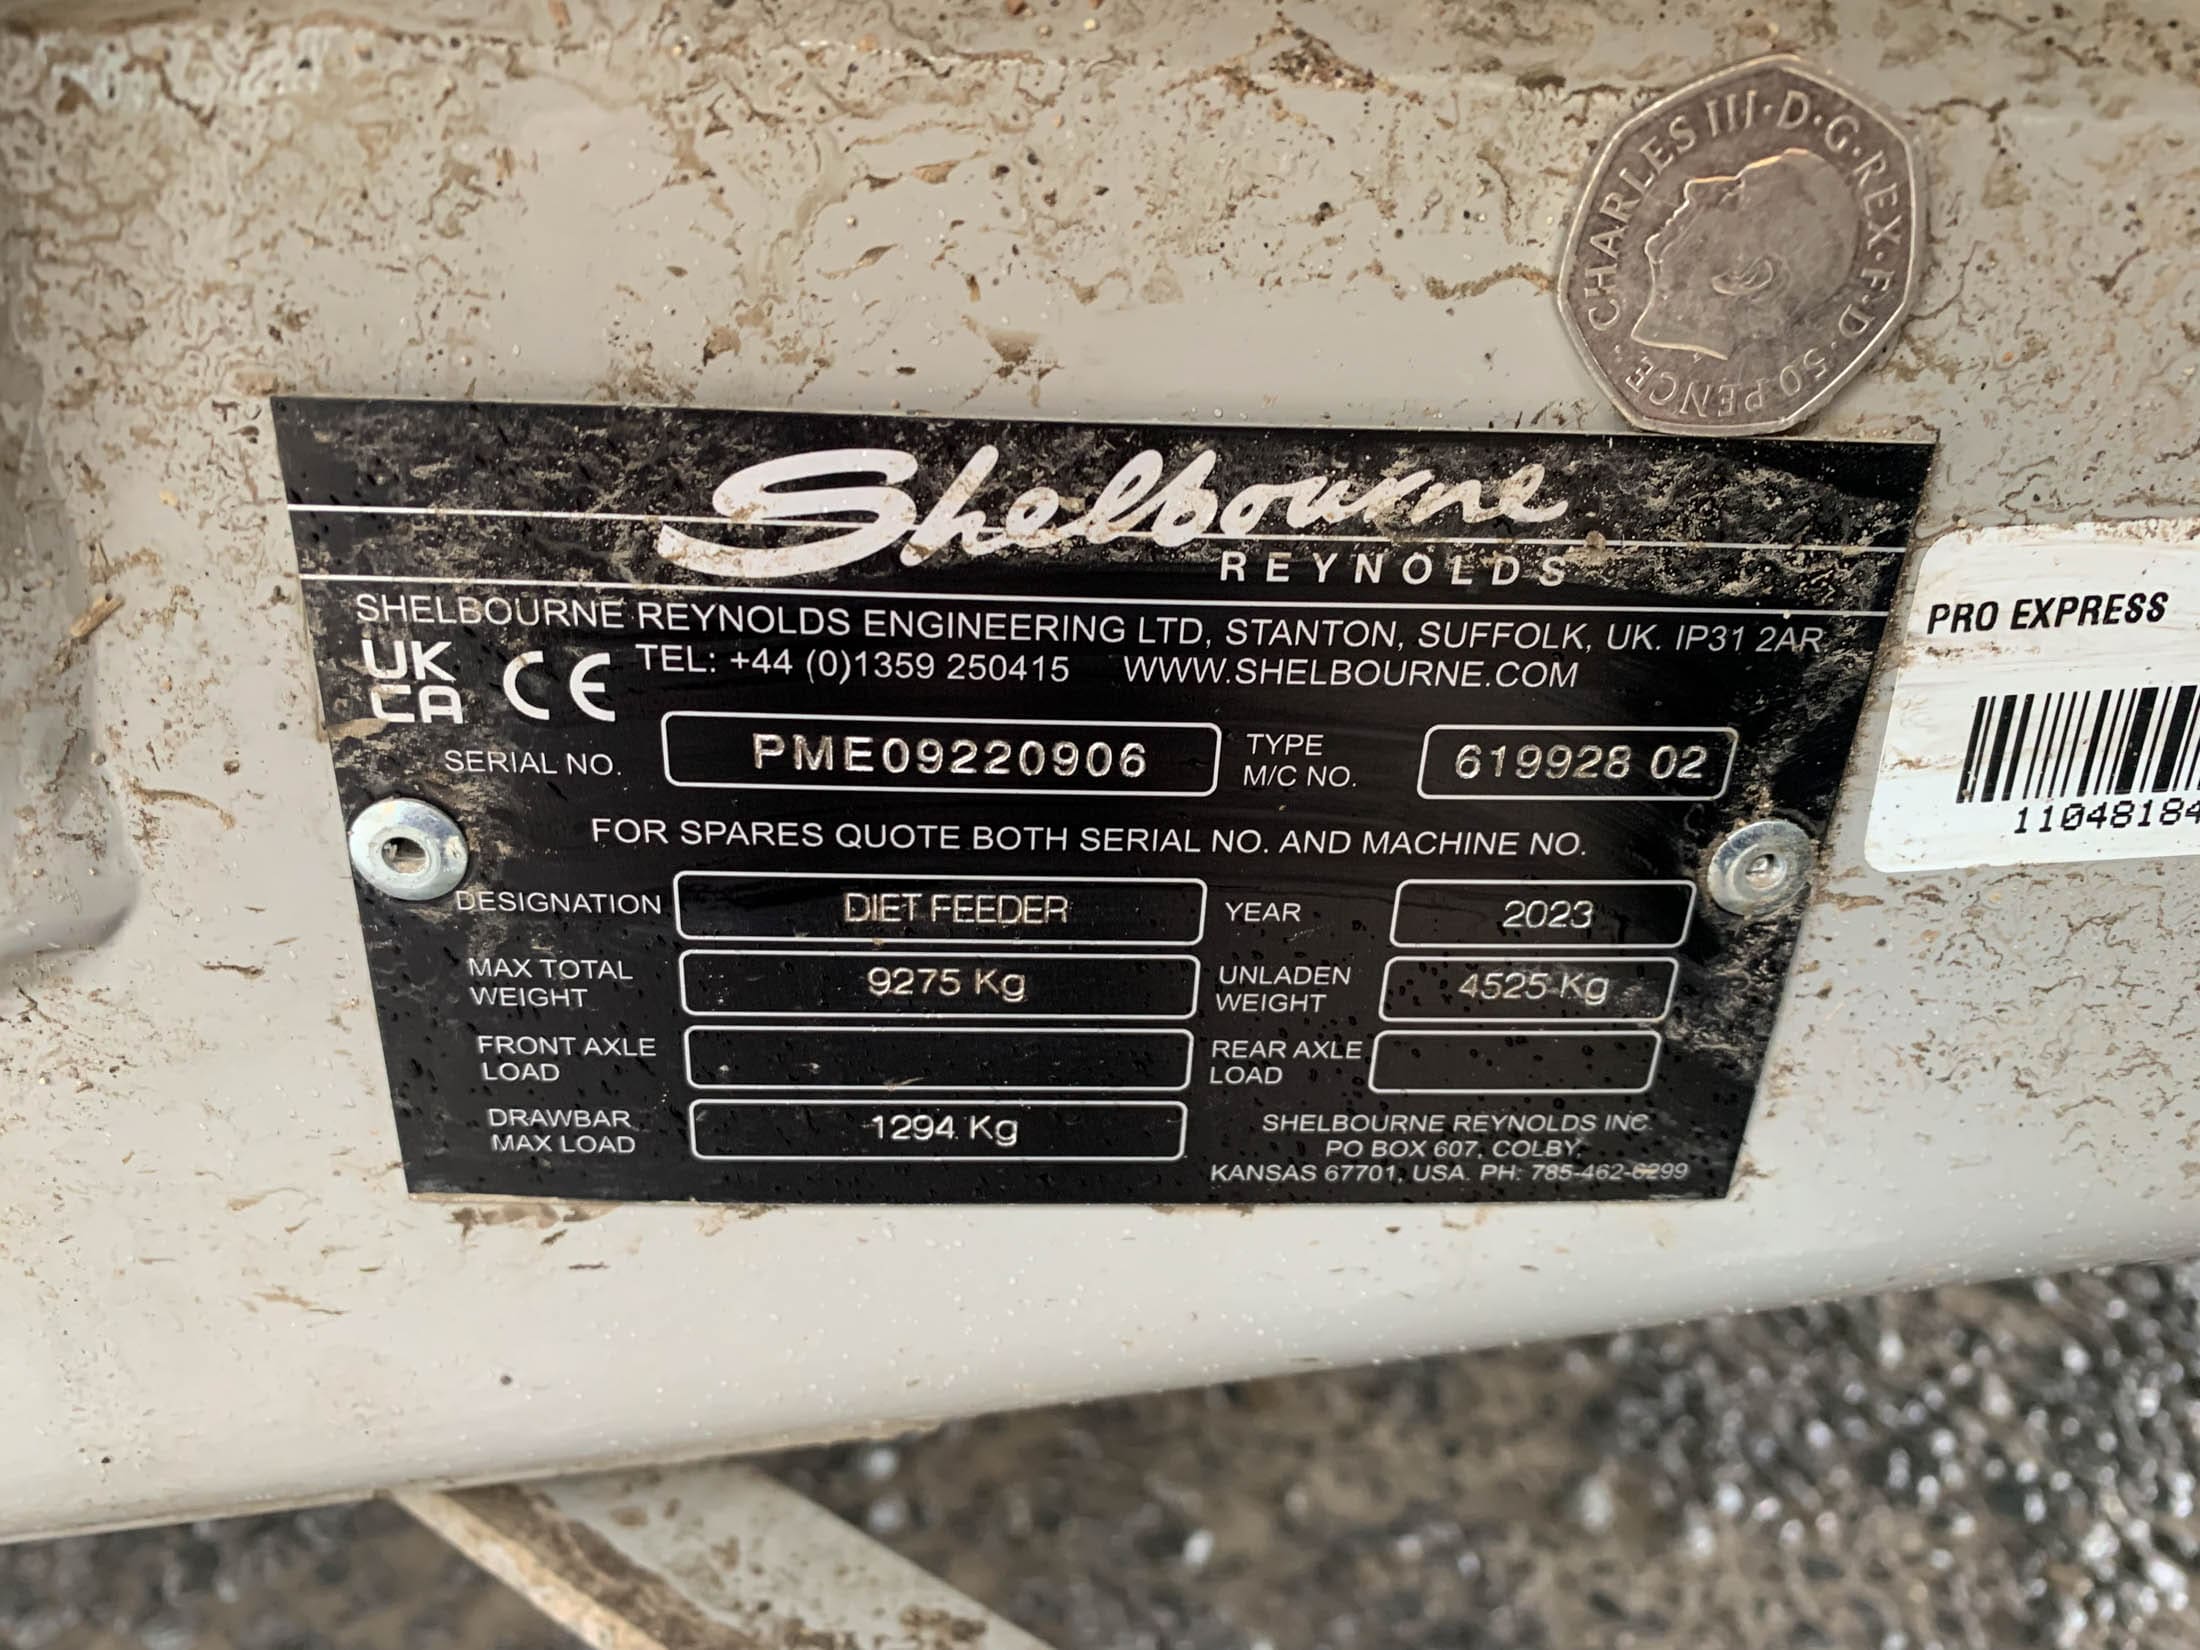 · CHARLES III · D · G · REX · F · D · 50 PENCE
Shelbourne
REYNOLDS
SHELBOURNE REYNOLDS ENGINEERING LTD, STANTON, SUFFOLK, UK. IP31 2AR
UK
CA CE TEL: +44 (0)1359 250415 WWW.SHELBOURNE.COM
SERIAL NO. PME09220906 TYPE M/C NO. 619928 02
FOR SPARES QUOTE BOTH SERIAL NO. AND MACHINE NO.
DESIGNATION DIET FEEDER YEAR 2023
MAX TOTAL WEIGHT 9275 Kg UNLADEN WEIGHT 4525 Kg
FRONT AXLE LOAD REAR AXLE LOAD
DRAWBAR MAX LOAD 1294 Kg
SHELBOURNE REYNOLDS INC
PO BOX 607, COLBY,
KANSAS 67701, USA. PH: 785-462-6299
PRO EXPRESS
11048184